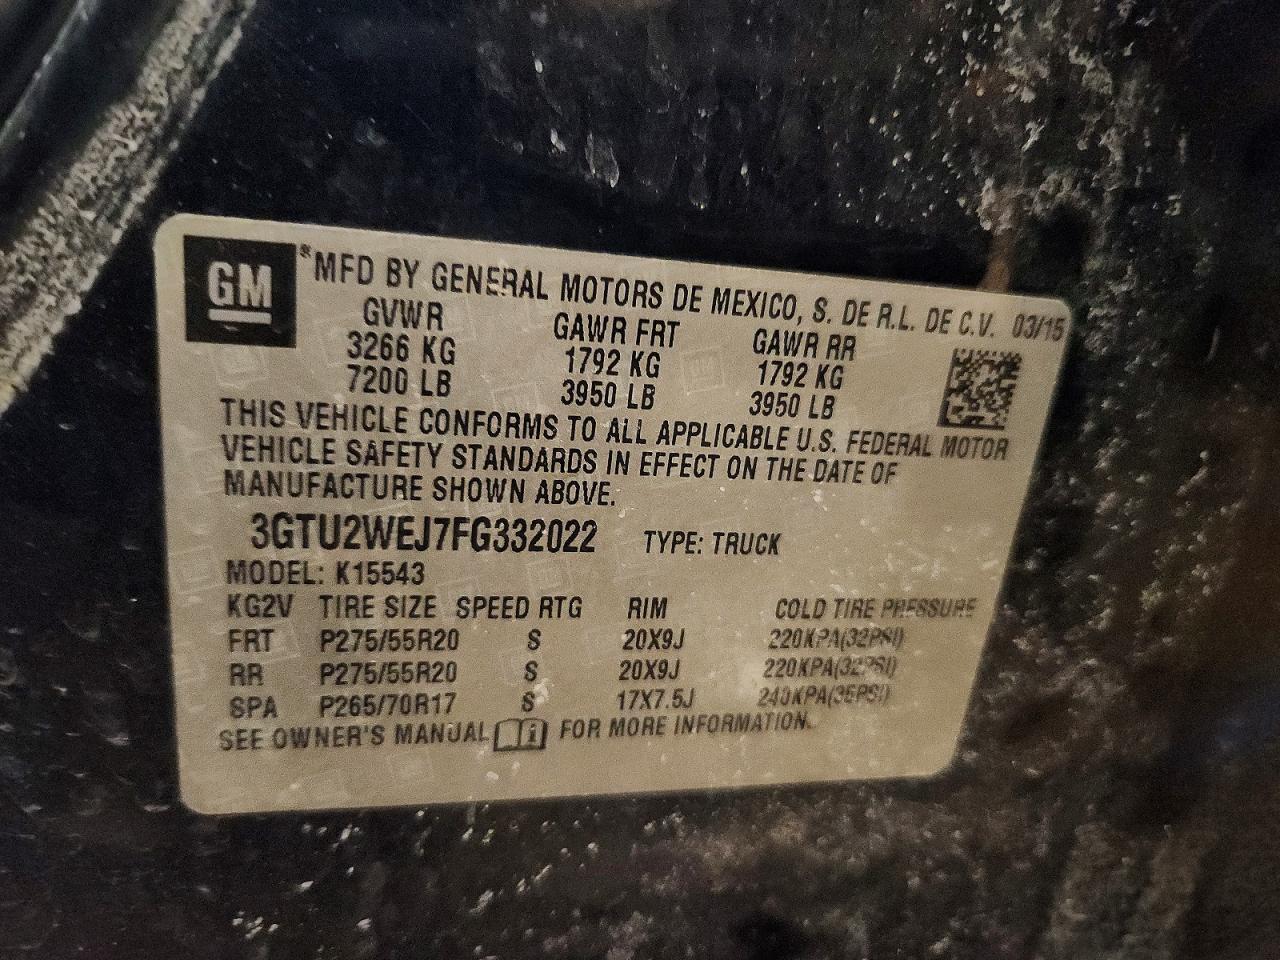 GM
*MFD BY GENERAL MOTORS DE MEXICO, S. DE R.L. DE C.V. 03/15
GVWR GAWR FRT GAWR RR
3266 KG 1792 KG 1792 KG
7200 LB 3950 LB 3950 LB
THIS VEHICLE CONFORMS TO ALL APPLICABLE U.S. FEDERAL MOTOR
VEHICLE SAFETY STANDARDS IN EFFECT ON THE DATE OF
MANUFACTURE SHOWN ABOVE.
3GTU2WEJ7FG332022 TYPE: TRUCK
MODEL: K15543
KG2V TIRE SIZE SPEED RTG RIM COLD TIRE PRESSURE
FRT P275/55R20 S 20X9J 220KPA(32PSI)
RR P275/55R20 S 20X9J 220KPA(32PSI)
SPA P265/70R17 S 17X7.5J 240KPA(35PSI)
SEE OWNER'S MANUAL FOR MORE INFORMATION.